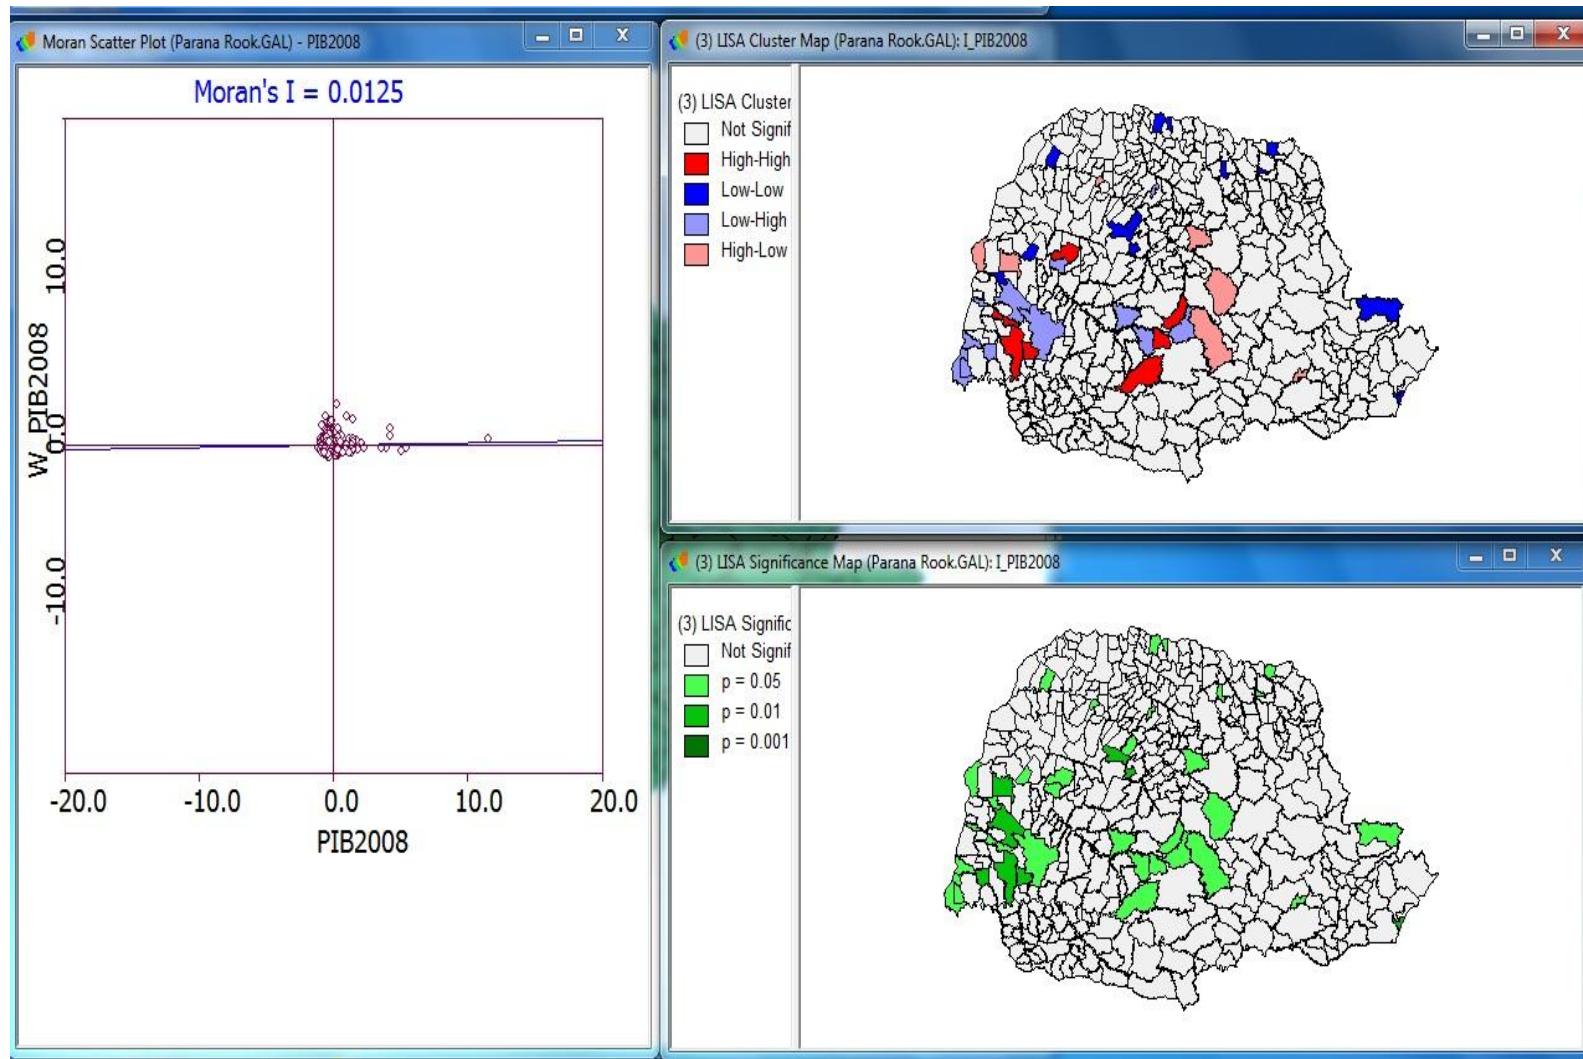 Moran Scatter Plot (Parana Rook.GAL) - PIB2008
Moran's I = 0.0125
10.0
0.0
-10.0
W_PIB2008
-20.0 -10.0 0.0 10.0 20.0
PIB2008
(3) LISA Cluster Map (Parana Rook.GAL): I_PIB2008
(3) LISA Cluster
Not Signif
High-High
Low-Low
Low-High
High-Low
(3) LISA Significance Map (Parana Rook.GAL): I_PIB2008
(3) LISA Signific
Not Signif
p = 0.05
p = 0.01
p = 0.001